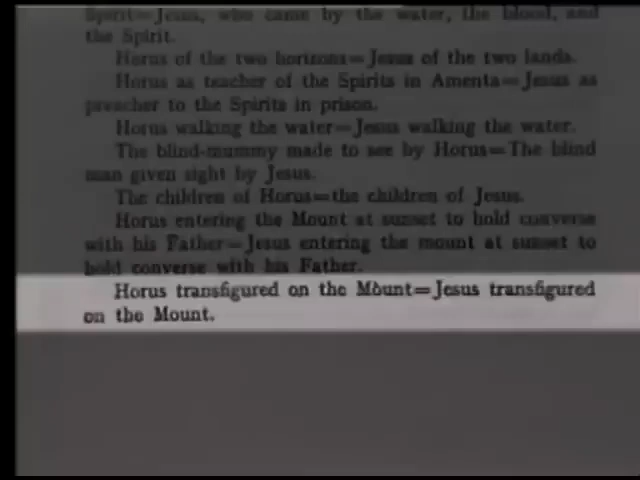 Spirit=Jesus, who came by the water, the blood, and
the Spirit.
Horus of the two horizons=Jesus of the two lands.
Horus as teacher of the Spirits in Amenta=Jesus as
preacher to the Spirits in prison.
Horus walking the water=Jesus walking the water.
The blind-mummy made to see by Horus=The blind
man given sight by Jesus.
The children of Horus=the children of Jesus.
Horus entering the Mount at sunset to hold converse
with his Father=Jesus entering the mount at sunset to
hold converse with his Father.
Horus transfigured on the Mount=Jesus transfigured
on the Mount.